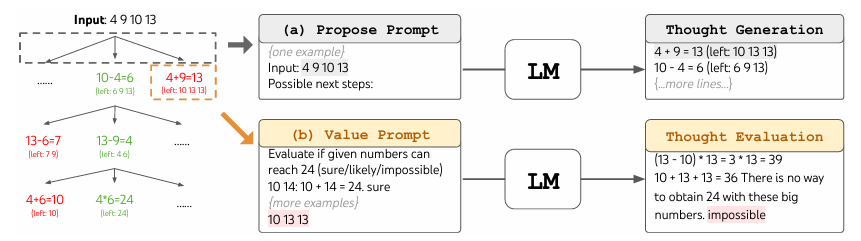 Input: 4 9 10 13
......
10-4=6
(left: 6 9 13)
4+9=13
(left: 10 13 13)
13-6=7
(left: 7 9)
13-9=4
(left: 4 6)
......
4+6=10
(left: 10)
4*6=24
(left: 24)
......
(a) Propose Prompt
{one example}
Input: 4 9 10 13
Possible next steps:
LM
Thought Generation
4 + 9 = 13 (left: 10 13 13)
10 - 4 = 6 (left: 6 9 13)
{...more lines...}
(b) Value Prompt
Evaluate if given numbers can
reach 24 (sure/likely/impossible)
10 14: 10 + 14 = 24. sure
{more examples}
10 13 13
LM
Thought Evaluation
(13 - 10) * 13 = 3 * 13 = 39
10 + 13 + 13 = 36 There is no way
to obtain 24 with these big
numbers. impossible